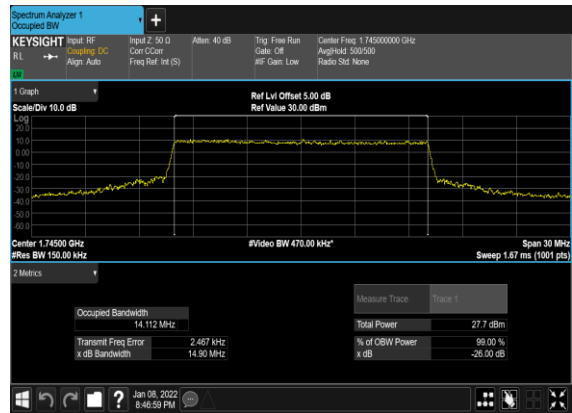 Spectrum Analyzer 1
Occupied BW
+
KEYSIGHT Input: RF Input Z: 50 Ω Atten: 40 dB Trig: Free Run Center Freq: 1.745000000 GHz
Coupling: DC Corr CCorr Gate: Off Avg|Hold: 500/500
RL Align: Auto Freq Ref: Int (S) #IF Gain: Low Radio Std: None
LW
1 Graph
Ref Lvl Offset 5.00 dB
Scale/Div 10.0 dB Ref Value 30.00 dBm
Log
20.0
10.0
0.00
-10.0
-20.0
-30.0
-40.0
-50.0
-60.0
Center 1.74500 GHz #Video BW 470.00 kHz* Span 30 MHz
#Res BW 150.00 kHz Sweep 1.67 ms (1001 pts)
2 Metrics
Measure Trace Trace 1
Occupied Bandwidth
14.112 MHz Total Power 27.7 dBm
Transmit Freq Error 2.467 kHz % of OBW Power 99.00 %
x dB Bandwidth 14.90 MHz x dB -26.00 dB
?
Jan 08, 2022
8:46:59 PM